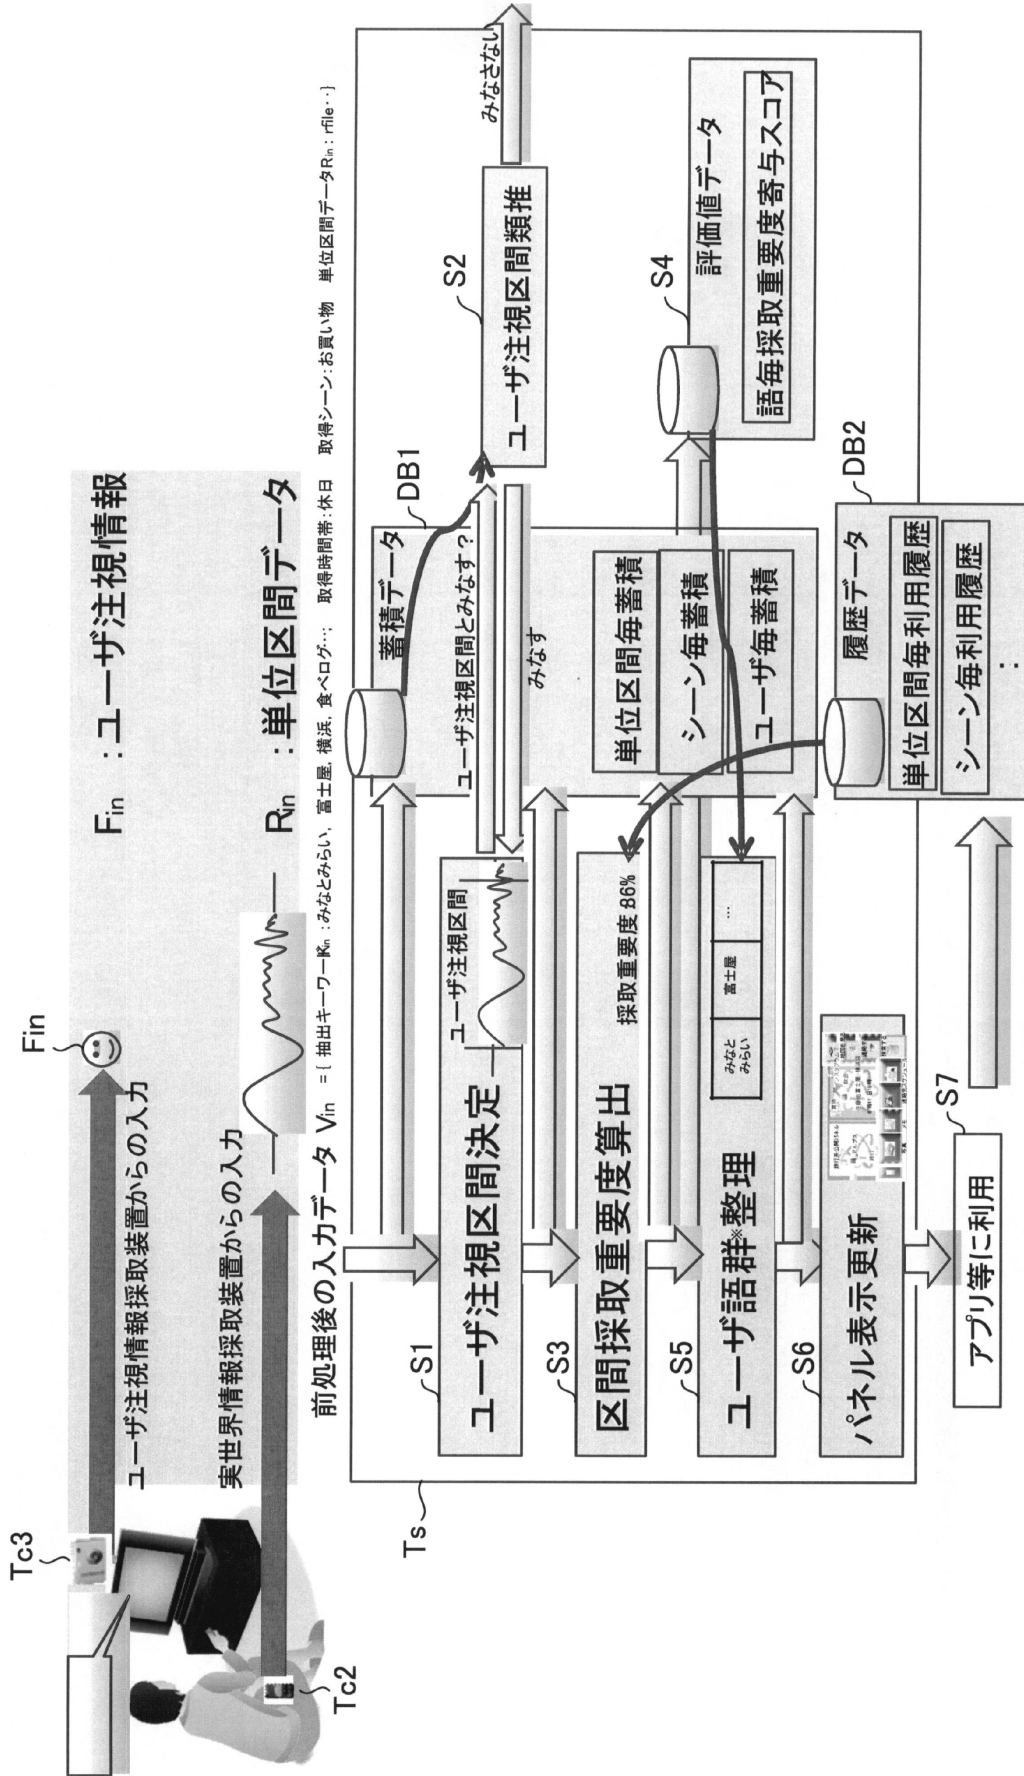 Tc3
Fin
ユーザ注視情報採取装置からの入力
Fin :ユーザ注視情報
実世界情報採取装置からの入力
Rin :単位区間データ
Tc2
前処理後の入力データ Vin ={ 抽出キーワードKin :みなとみらい, 富士屋, 横浜, 食べログ…; 取得時間帯:休日 取得シーン:お買い物 単位区間データRin : rfile‥}
Ts
S1
ユーザ注視区間決定
ユーザ注視区間
蓄積データ
DB1
ユーザ注視区間とみなす?
みなす
S2
ユーザ注視区間類推
みなさない
S3
区間採取重要度算出
採取重要度 86%
単位区間毎蓄積
シーン毎蓄積
ユーザ毎蓄積
S4
評価値データ
語毎採取重要度寄与スコア
S5
ユーザ語群※整理
みなと
みらい
富士屋
…
S6
パネル表示更新
DB2
履歴データ
単位区間毎利用履歴
シーン毎利用履歴
:
S7
アプリ等に利用